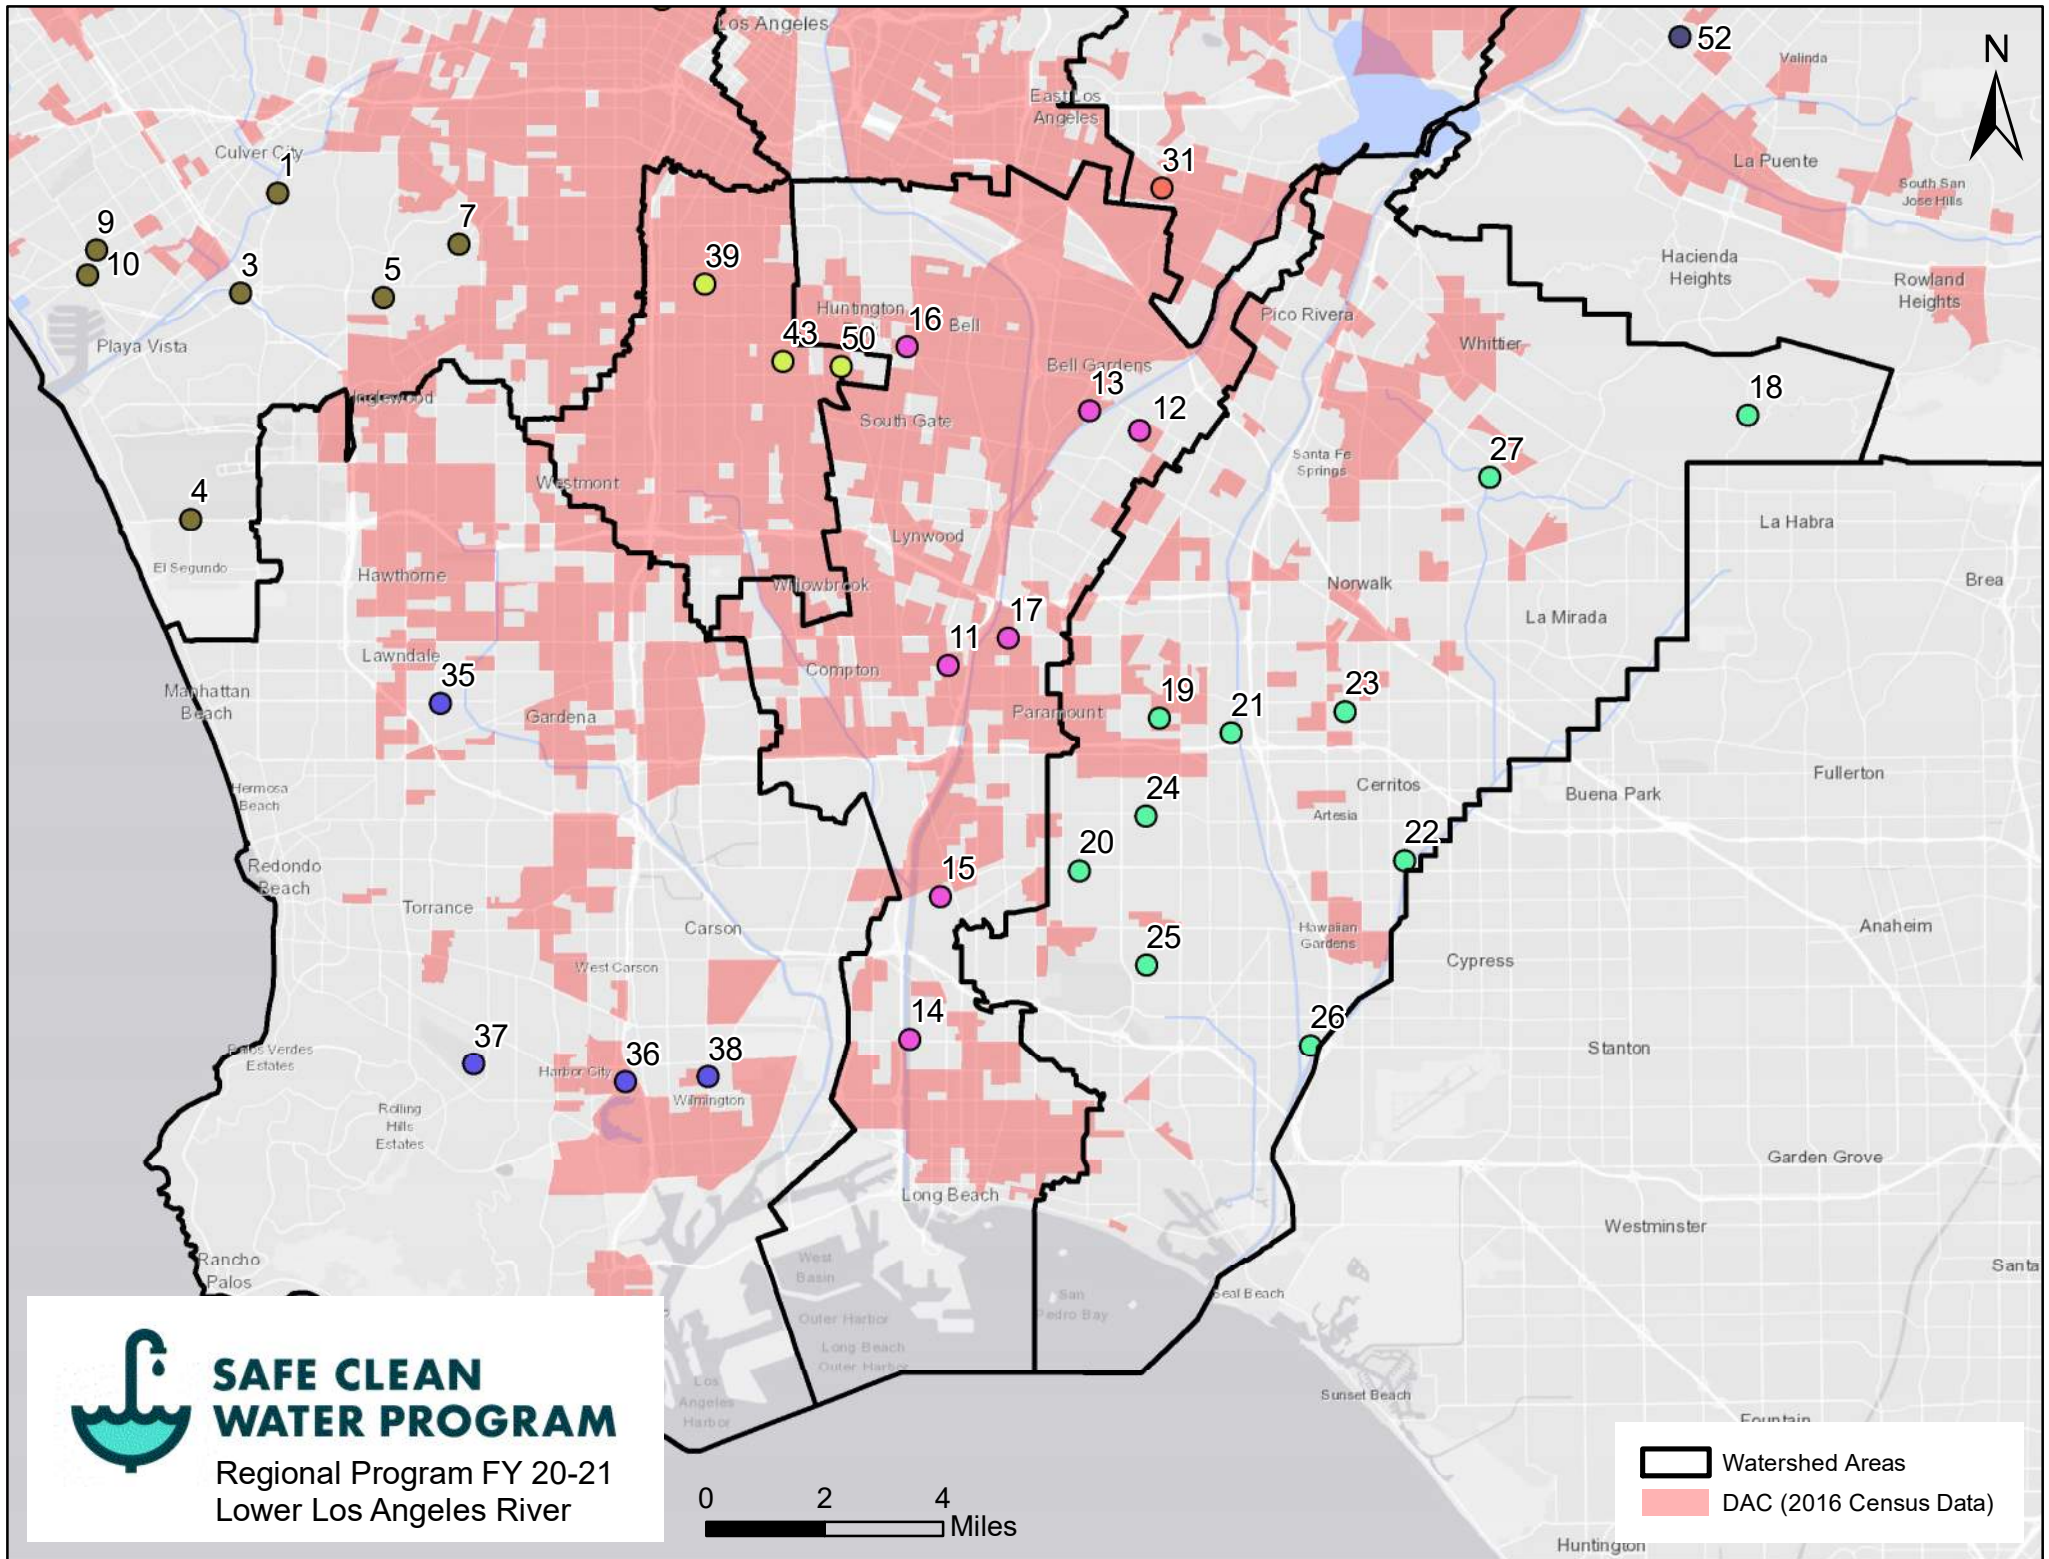 Los Angeles
52
Valinda
N
East Los
Angeles
Culver City
1
31
La Puente
South San
Jose Hills
9
10
7
3
5
39
Hacienda
Heights
Rowland
Heights
Huntington
16
Bell
Pico Rivera
Playa Vista
43
50
Whittier
Bell Gardens
13
12
18
Inglewood
South Gate
27
Santa Fe
Springs
4
Westmont
La Habra
Lynwood
El Segundo
Hawthorne
Willowbrook
Norwalk
Brea
La Mirada
17
11
Lawndale
Compton
35
Manhattan
Beach
Gardena
Paramount
19
21
23
Hermosa
Beach
24
Cerritos
Artesia
Buena Park
Fullerton
20
22
Redondo
Beach
15
Torrance
Carson
25
Hawaiian
Gardens
Anaheim
West Carson
Cypress
14
26
37
36
38
Palos Verdes
Estates
Harbor City
Wilmington
Stanton
Rolling
Hills
Estates
Garden Grove
Long Beach
Westminster
Rancho
Palos
West
Basin
Santa
San
Pedro Bay
Seal Beach
Outer Harbor
Long Beach
Outer Harbor
Los
Angeles
Harbor
Sunset Beach
Fountain
Huntington
SAFE CLEAN
WATER PROGRAM
Regional Program FY 20-21
Lower Los Angeles River
0 2 4
Miles
Watershed Areas
DAC (2016 Census Data)